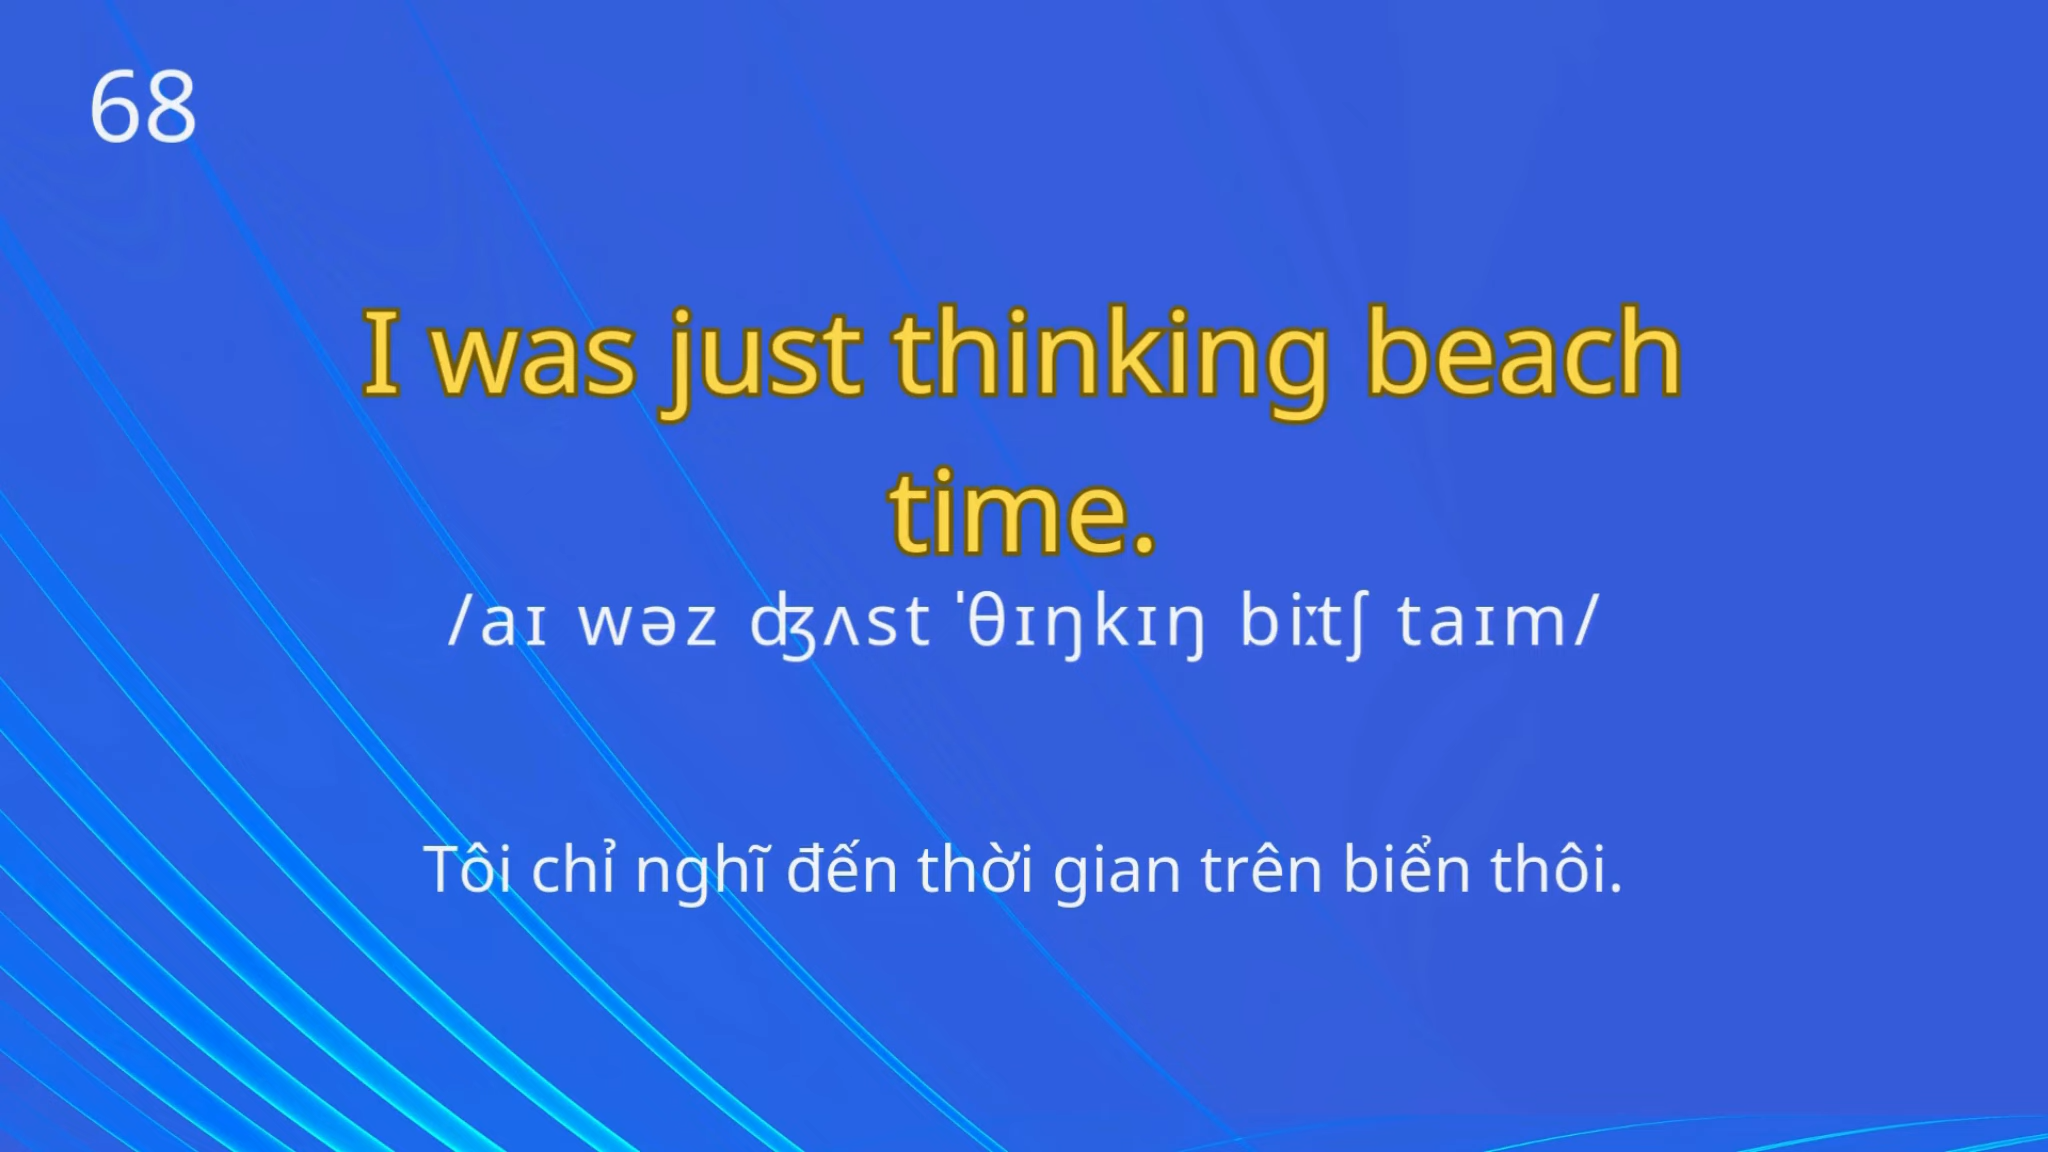 68
I was just thinking beach
time.
/aɪ wəz ʤʌst ˈθɪŋkɪŋ biːtʃ taɪm/
Tôi chỉ nghĩ đến thời gian trên biển thôi.